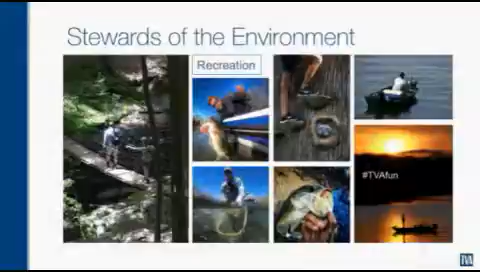 Stewards of the Environment
Recreation
#TVAfun
TVA